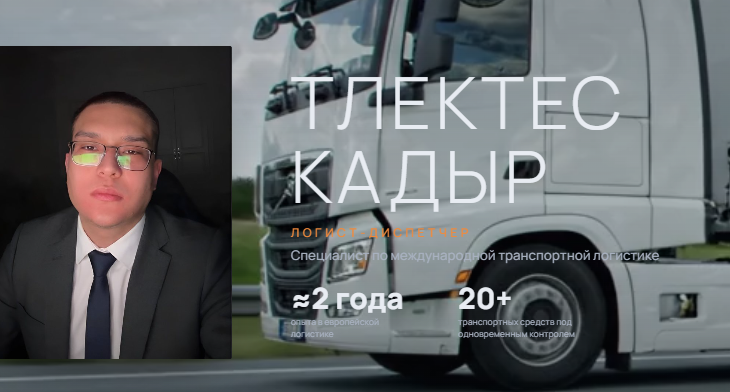 ТЛЕКТЕС
КАДЫР
ЛОГИСТ ДИСПЕТЧЕР
Специалист по международной транспортной логистике
≈2 года
20+
опыта в европейской
логистике
транспортных средств под
одновременным контролем